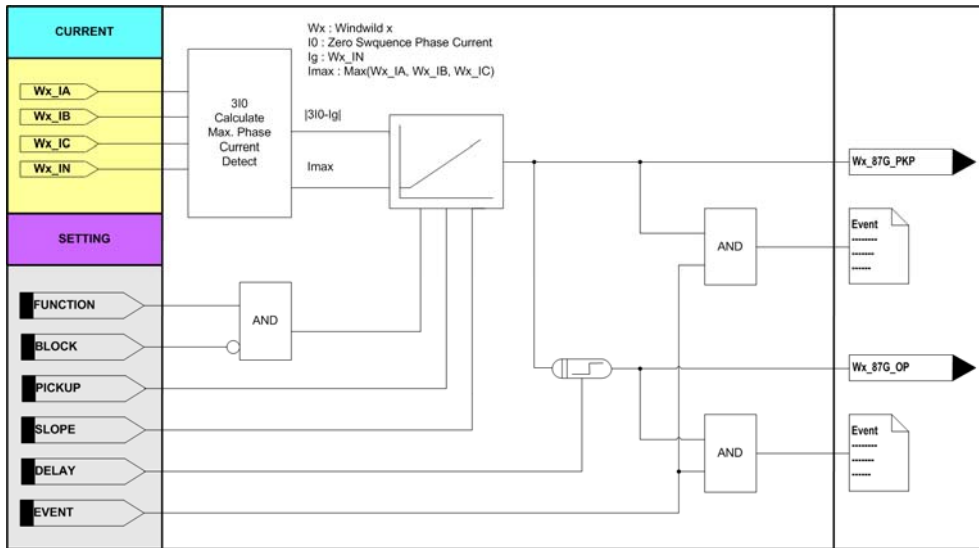 CURRENT
Wx_IA
Wx_IB
Wx_IC
Wx_IN
SETTING
FUNCTION
BLOCK
PICKUP
SLOPE
DELAY
EVENT
Wx : Windwild x
I0 : Zero Swquence Phase Current
Ig : Wx_IN
Imax : Max(Wx_IA, Wx_IB, Wx_IC)
3I0
Calculate
Max. Phase
Current
Detect
|3I0-Ig|
Imax
AND
AND
AND
Wx_87G_PKP
Event
--------
-------
------
Wx_87G_OP
Event
--------
-------
------